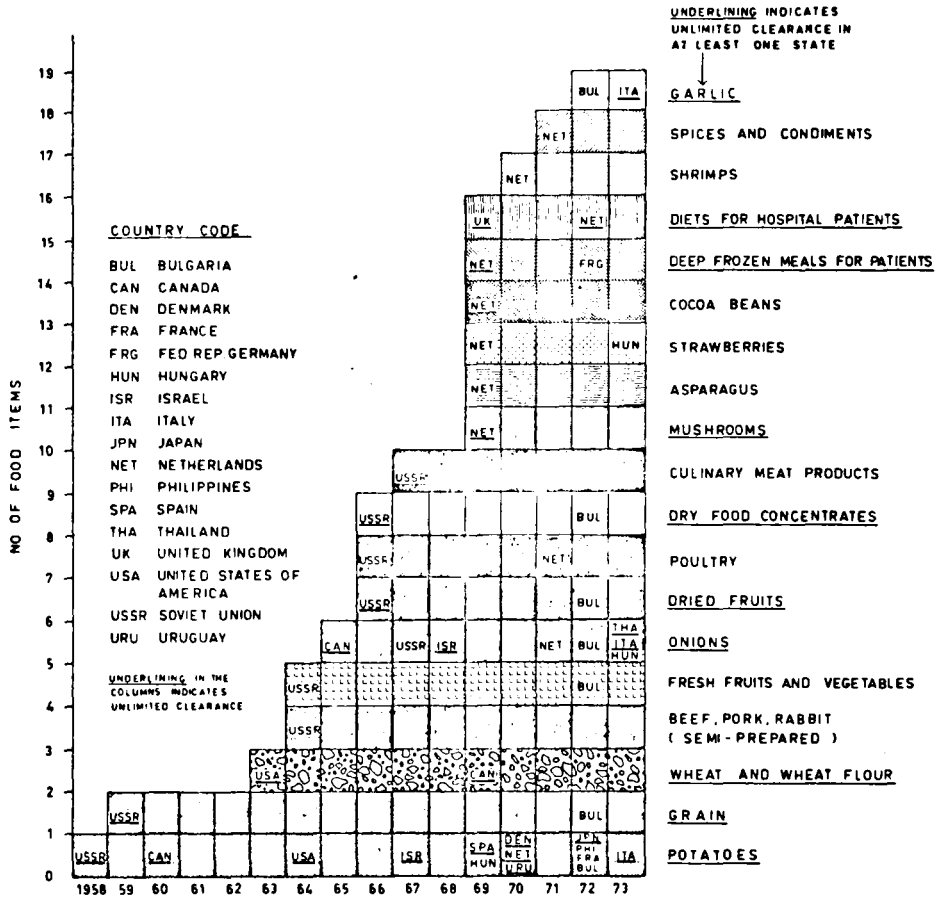 UNDERLINING INDICATES
UNLIMITED CLEARANCE IN
AT LEAST ONE STATE
NO OF FOOD ITEMS
19
18
17
16
15
14
13
12
11
10
9
8
7
6
5
4
3
2
1
0
COUNTRY CODE
BUL BULGARIA
CAN CANADA
DEN DENMARK
FRA FRANCE
FRG FED REP. GERMANY
HUN HUNGARY
ISR ISRAEL
ITA ITALY
JPN JAPAN
NET NETHERLANDS
PHI PHILIPPINES
SPA SPAIN
THA THAILAND
UK UNITED KINGDOM
USA UNITED STATES OF
AMERICA
USSR SOVIET UNION
URU URUGUAY
UNDERLINING IN THE
COLUMNS INDICATES
UNLIMITED CLEARANCE
BUL ITA GARLIC
NET SPICES AND CONDIMENTS
NET SHRIMPS
UK NET DIETS FOR HOSPITAL PATIENTS
NET FRG DEEP FROZEN MEALS FOR PATIENTS
NET COCOA BEANS
NET HUN STRAWBERRIES
NET ASPARAGUS
NET MUSHROOMS
USSR CULINARY MEAT PRODUCTS
USSR BUL DRY FOOD CONCENTRATES
USSR NET POULTRY
USSR BUL DRIED FRUITS
CAN USSR ISR NET BUL THA ITA HUN ONIONS
USSR BUL FRESH FRUITS AND VEGETABLES
USSR BEEF, PORK, RABBIT
( SEMI-PREPARED )
USA CAN WHEAT AND WHEAT FLOUR
USSR BUL GRAIN
USSR CAN USA ISR SPA HUN DEN NET URU JPN PHI FRA BUL ITA POTATOES
1958 59 60 61 62 63 64 65 66 67 68 69 70 71 72 73